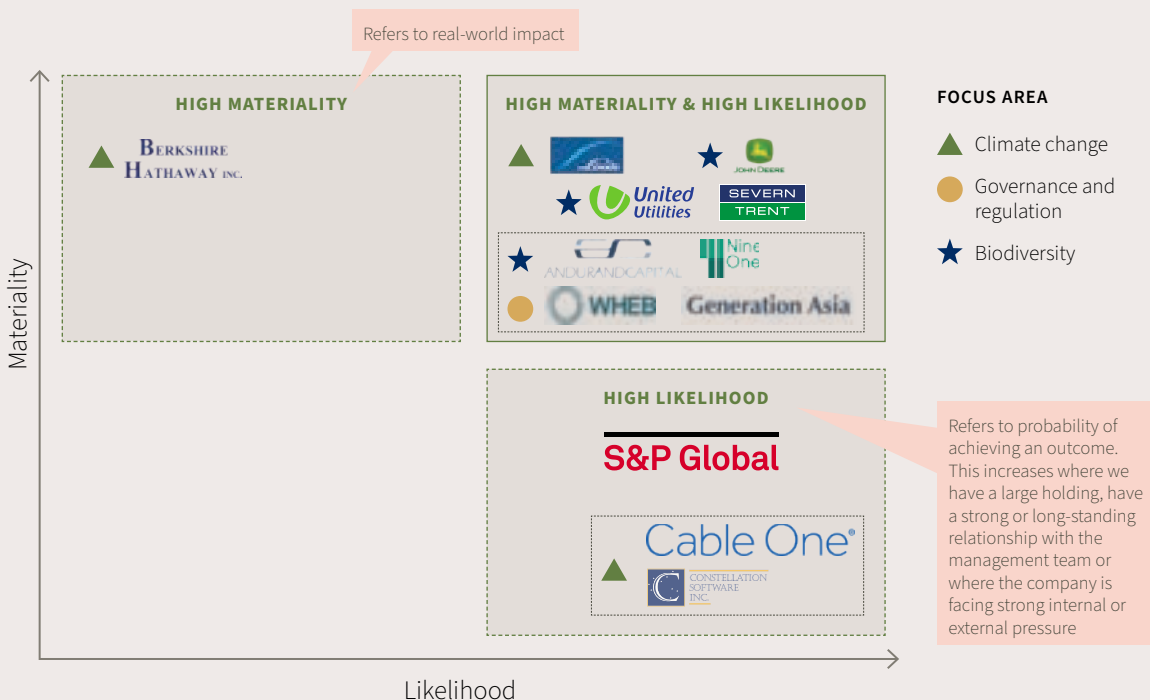 Refers to real-world impact
HIGH MATERIALITY
BERKSHIRE
HATHAWAY INC.
HIGH MATERIALITY & HIGH LIKELIHOOD
JOHN DEERE
United
Utilities
SEVERN
TRENT
ANDURANDCAPITAL
Nine
One
WHEB
Generation Asia
FOCUS AREA
Climate change
Governance and
regulation
Biodiversity
Materiality
HIGH LIKELIHOOD
S&P Global
Cable One®
C CONSTELLATION
SOFTWARE
INC.
Refers to probability of
achieving an outcome.
This increases where we
have a large holding, have
a strong or long-standing
relationship with the
management team or
where the company is
facing strong internal or
external pressure
Likelihood